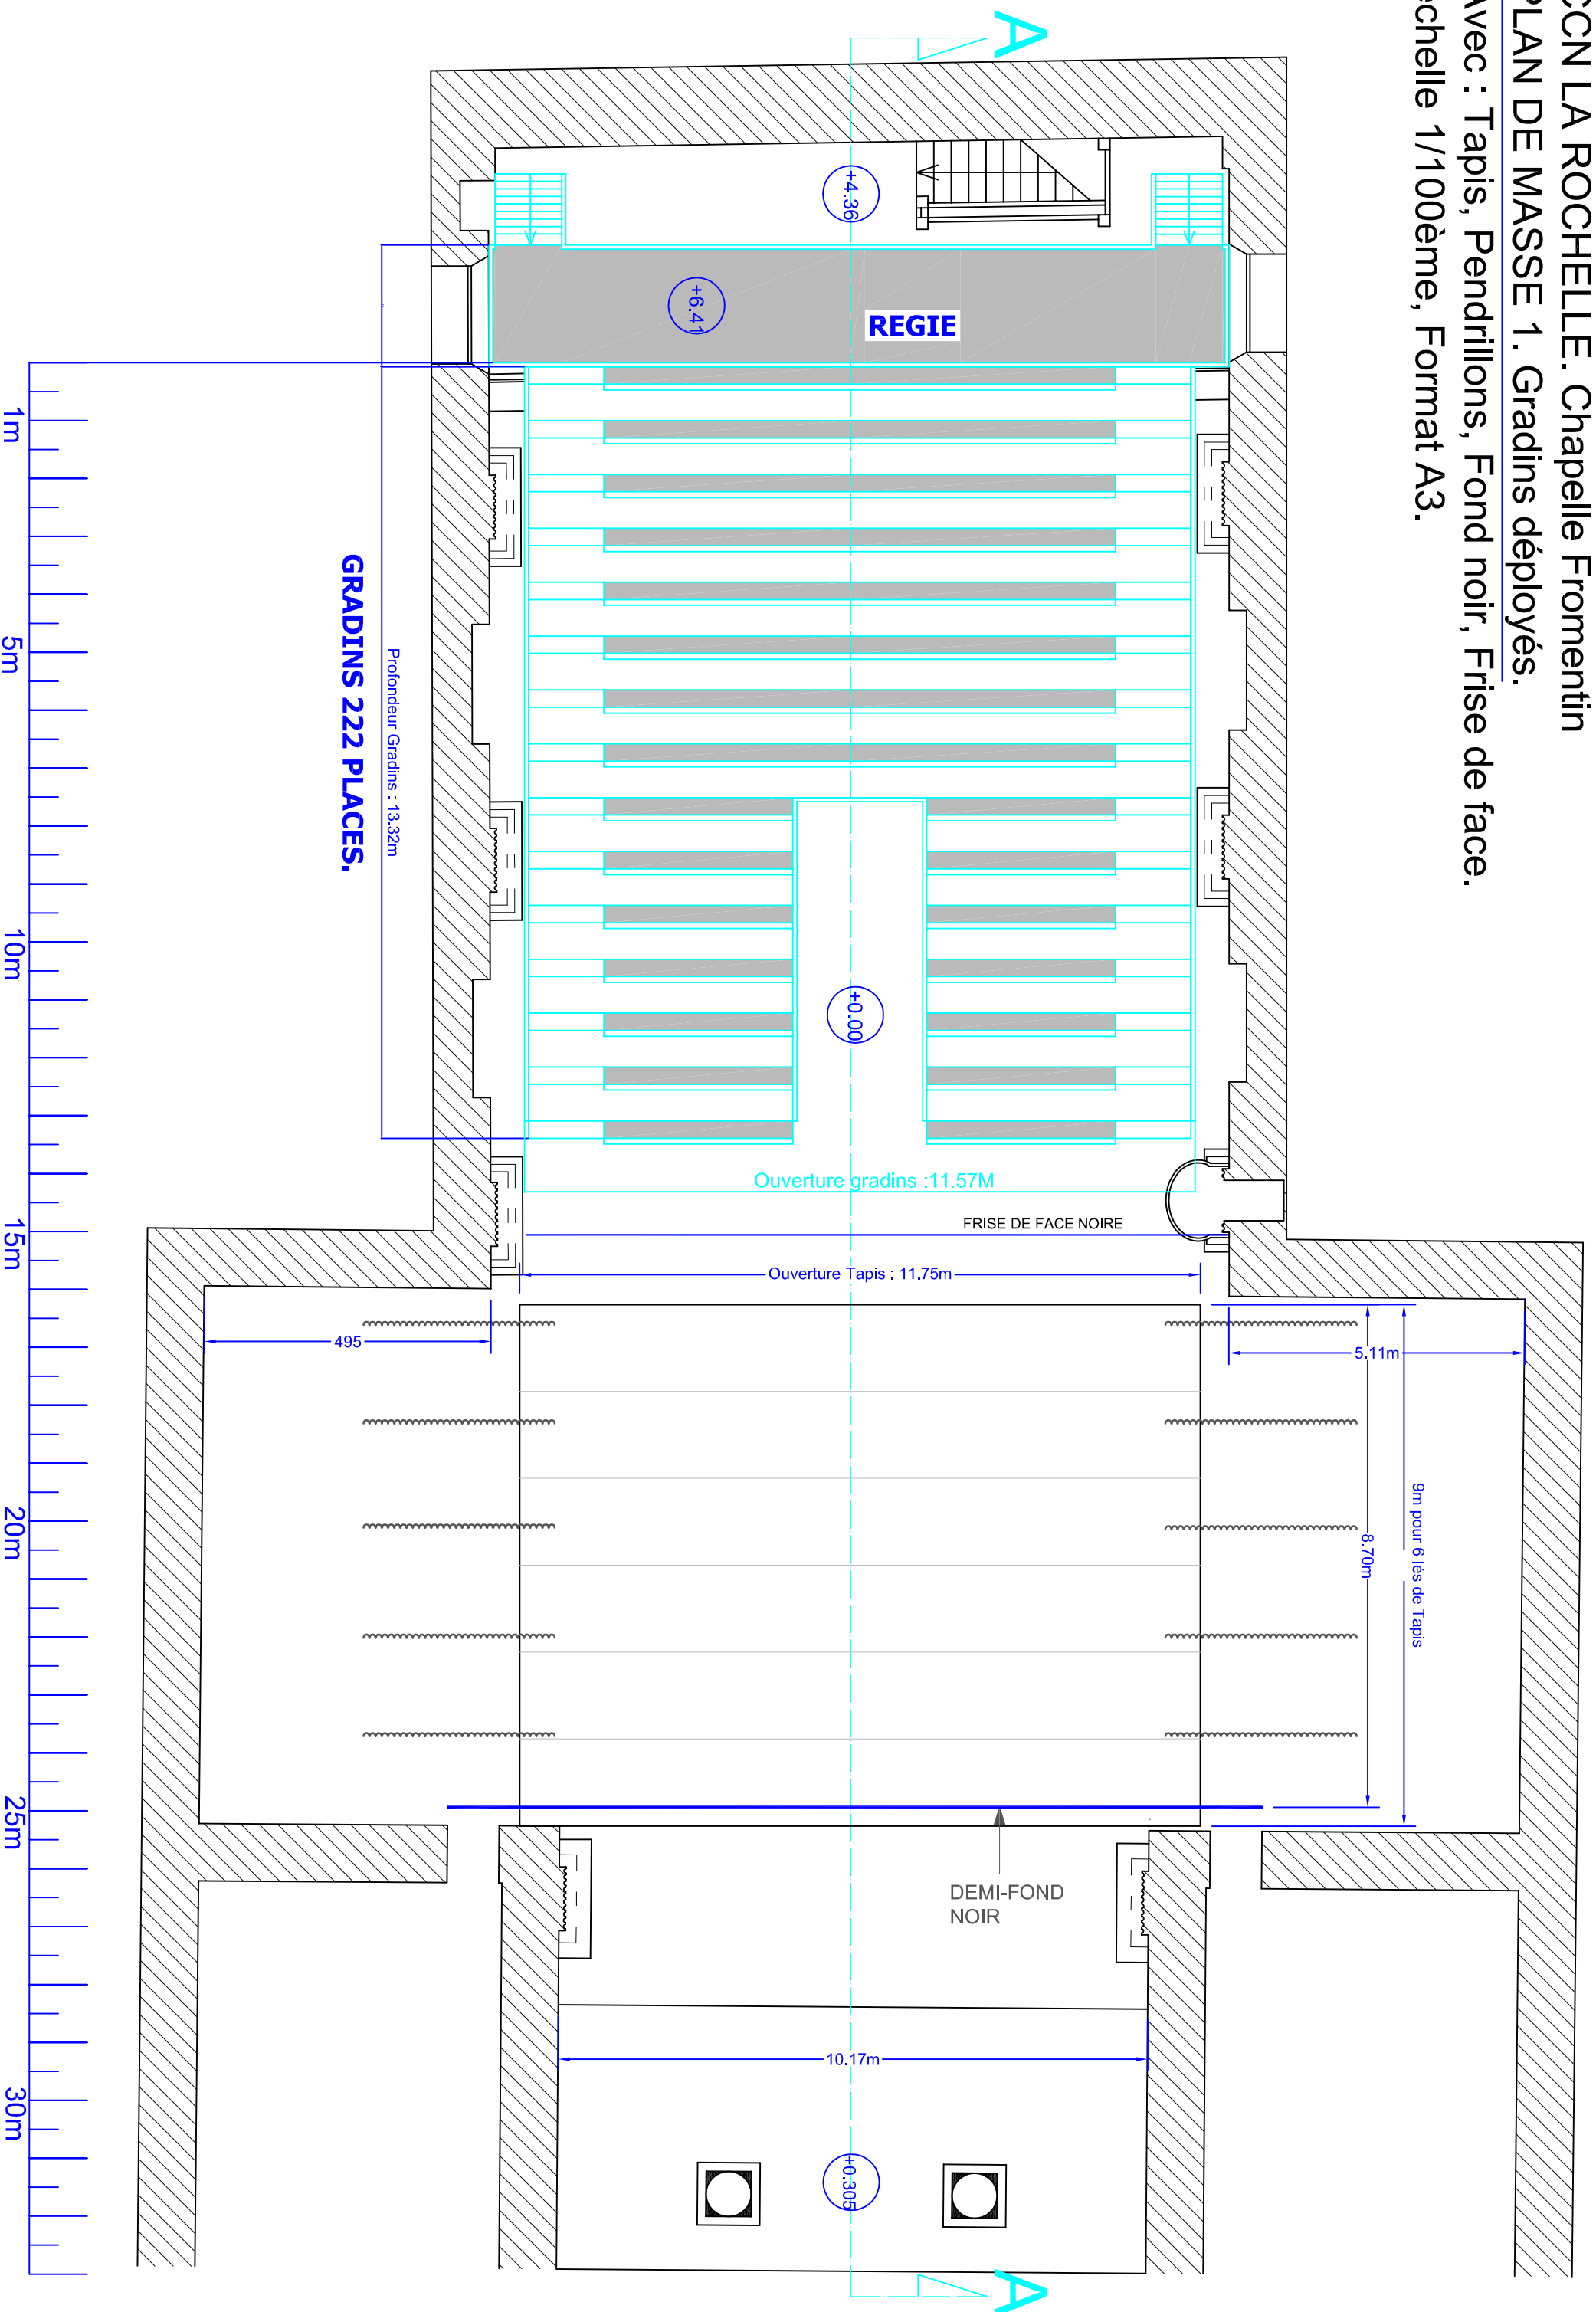 CCN LA ROCHELLE. Chapelle Fromentin
PLAN DE MASSE 1. Gradins déployés.
Avec : Tapis, Pendrillons, Fond noir, Frise de face.
echelle 1/100ème, Format A3.
A
+4.36
+6.41
REGIE
GRADINS 222 PLACES.
Profondeur Gradins : 13.32m
+0.00
Ouverture gradins :11.57M
FRISE DE FACE NOIRE
Ouverture Tapis : 11.75m
495
5.11m
9m pour 6 lés de Tapis
8.70m
DEMI-FOND
NOIR
10.17m
+0.305
A
1m
5m
10m
15m
20m
25m
30m